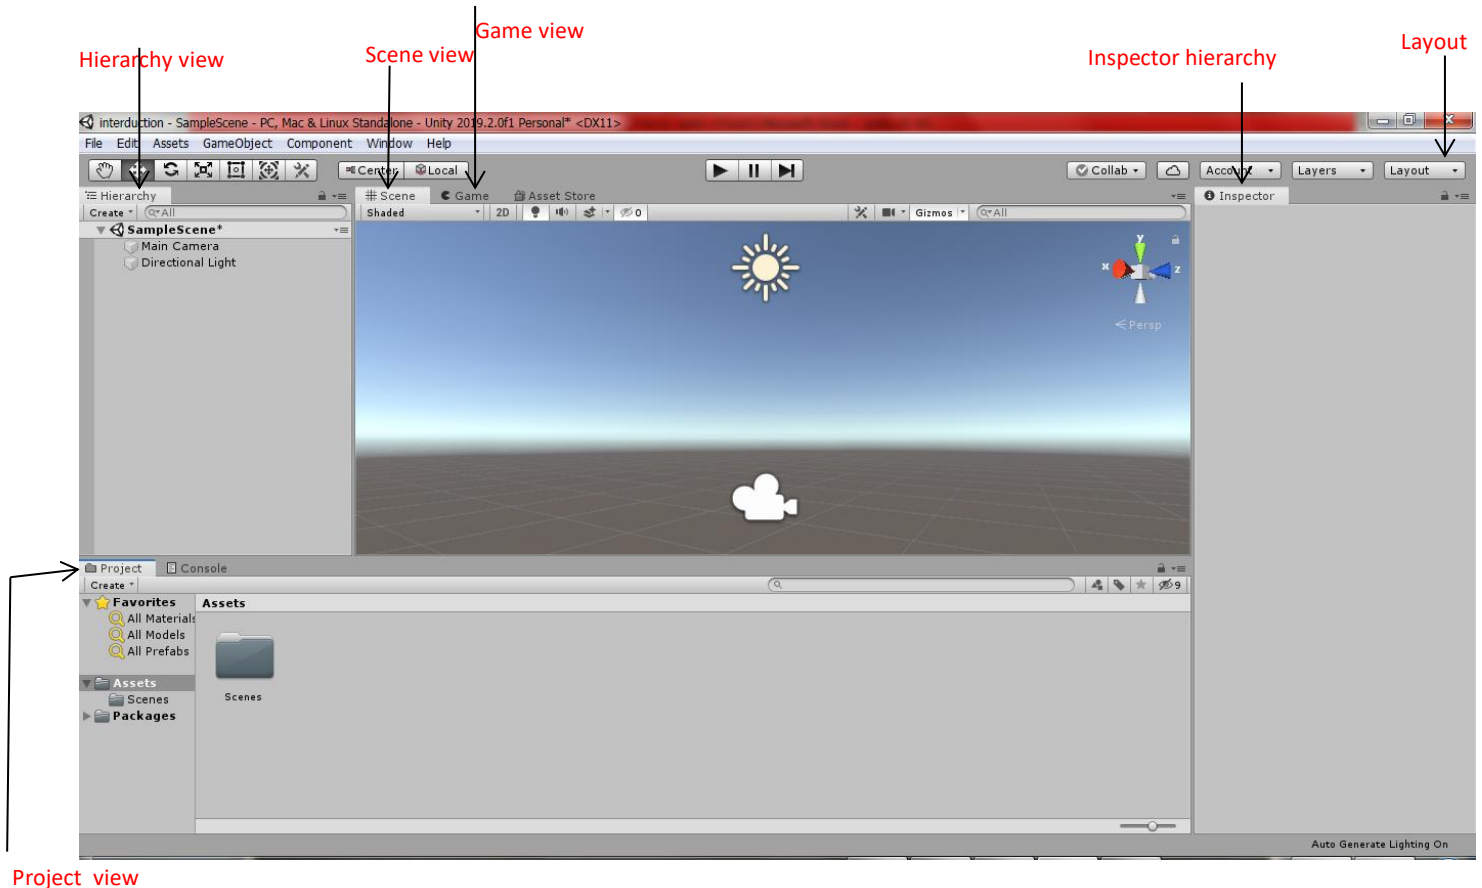 Game view
Hierarchy view
Scene view
Inspector hierarchy
Layout
interduction - SampleScene - PC, Mac & Linux Standalone - Unity 2019.2.0f1 Personal* <DX11>
File Edit Assets GameObject Component Window Help
Center Local Collab Account Layers Layout
Hierarchy Scene Game Asset Store Inspector
Create All Shaded 2D 0 Gizmos All
SampleScene*
Main Camera
Directional Light
y
x z
Persp
Project Console
Create 9
Favorites Assets
All Materials
All Models
All Prefabs
Assets
Scenes Scenes
Packages
Auto Generate Lighting On
Project view